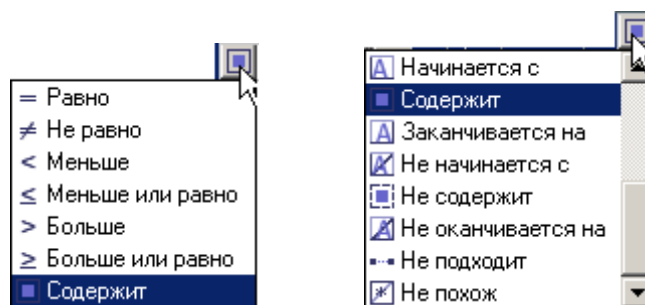 = Равно
≠ Не равно
< Меньше
≤ Меньше или равно
> Больше
≥ Больше или равно
Содержит
Начинается с
Содержит
Заканчивается на
Не начинается с
Не содержит
Не оканчивается на
Не подходит
Не похож